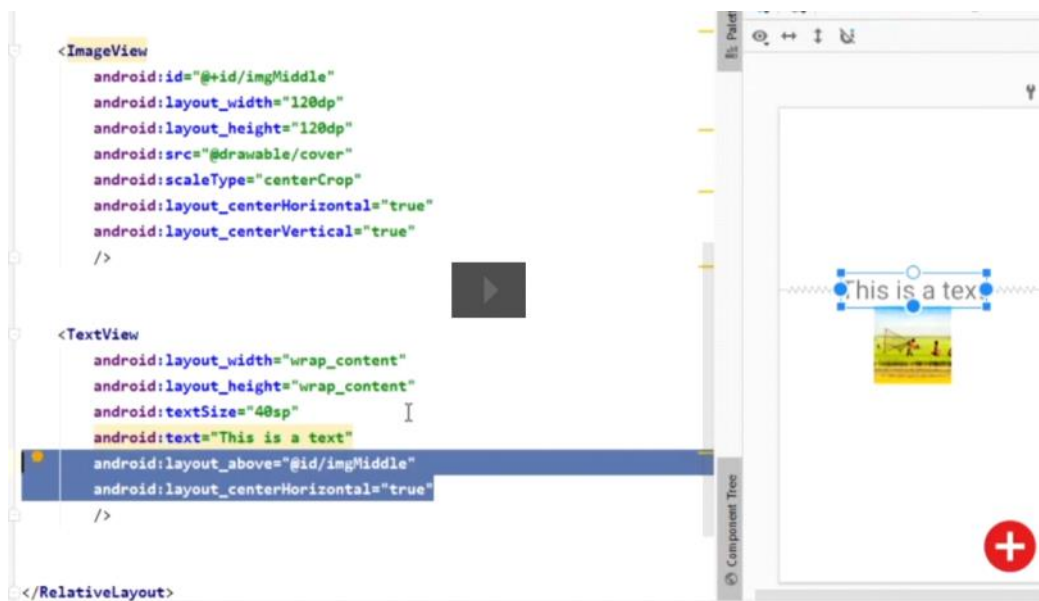 <ImageView
android:id="@+id/imgMiddle"
android:layout_width="120dp"
android:layout_height="120dp"
android:src="@drawable/cover"
android:scaleType="centerCrop"
android:layout_centerHorizontal="true"
android:layout_centerVertical="true"
/>
<TextView
android:layout_width="wrap_content"
android:layout_height="wrap_content"
android:textSize="40sp"
android:text="This is a text"
android:layout_above="@id/imgMiddle"
android:layout_centerHorizontal="true"
/>
</RelativeLayout>
Palet
Component Tree
This is a tex